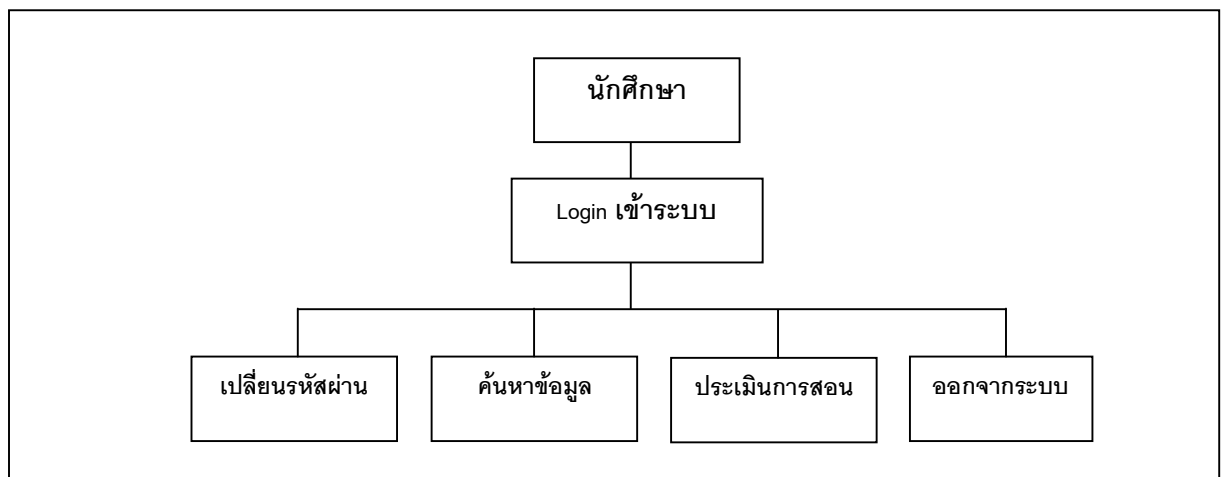 นักศึกษา
Login เข้าระบบ
เปลี่ยนรหัสผ่าน
ค้นหาข้อมูล
ประเมินการสอน
ออกจากระบบ